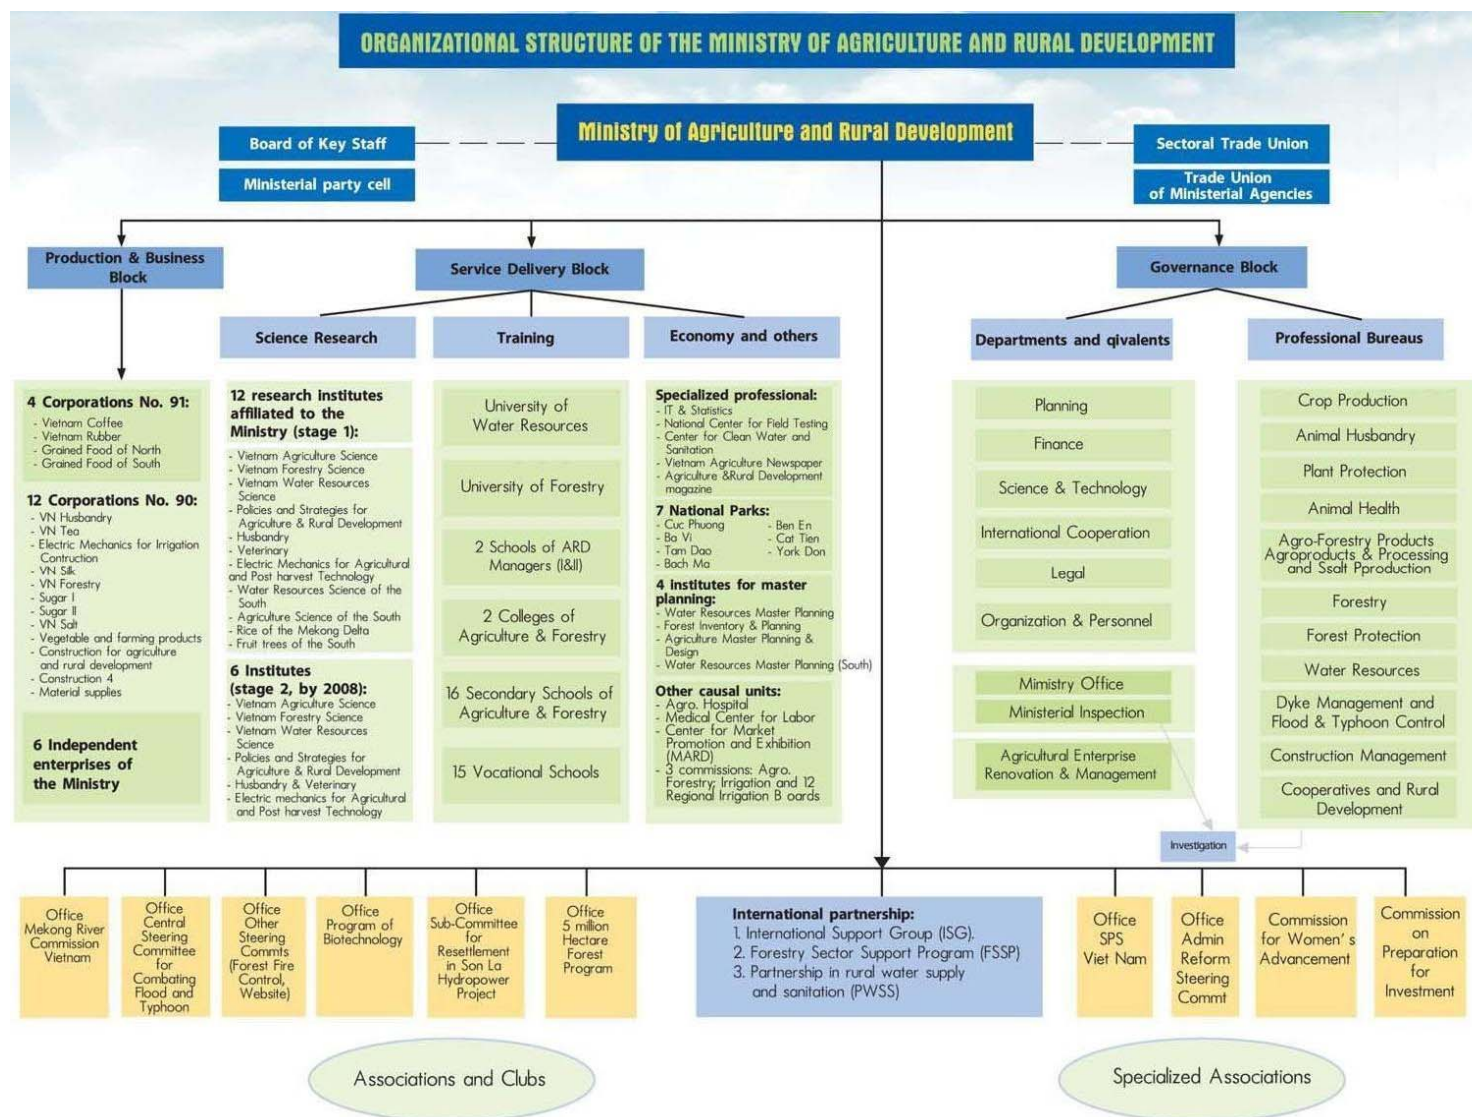 ORGANIZATIONAL STRUCTURE OF THE MINISTRY OF AGRICULTURE AND RURAL DEVELOPMENT
Ministry of Agriculture and Rural Development
Board of Key Staff
Ministerial party cell
Sectoral Trade Union
Trade Union
of Ministerial Agencies
Production & Business
Block
Service Delivery Block
Governance Block
Science Research
Training
Economy and others
Departments and qivalents
Professional Bureaus
4 Corporations No. 91:
- Vietnam Coffee
- Vietnam Rubber
- Grained Food of North
- Grained Food of South
12 Corporations No. 90:
- VN Husbandry
- VN Tea
- Electric Mechanics for Irrigation
Contruction
- VN Silk
- VN Forestry
- Sugar I
- Sugar II
- VN Salt
- Vegetable and farming products
- Construction for agriculture
and rural development
- Construction 4
- Material supplies
6 Independent
enterprises of
the Ministry
12 research institutes
affiliated to the
Ministry (stage 1):
- Vietnam Agriculture Science
- Vietnam Forestry Science
- Vietnam Water Resources
Science
- Policies and Strategies for
Agriculture & Rural Development
- Husbandry
- Veterinary
- Electric Mechanics for Agricultural
and Post harvest Technology
- Water Resources Science of the
South
- Agriculture Science of the South
- Rice of the Mekong Delta
- Fruit trees of the South
6 Institutes
(stage 2, by 2008):
- Vietnam Agriculture Science
- Vietnam Forestry Science
- Vietnam Water Resources
Science
- Policies and Strategies for
Agriculture & Rural Development
- Husbandry & Veterinary
- Electric mechanics for Agricultural
and Post harvest Technology
University of
Water Resources
University of Forestry
2 Schools of ARD
Managers (I&II)
2 Colleges of
Agriculture & Forestry
16 Secondary Schools of
Agriculture & Forestry
15 Vocational Schools
Specialized professional:
- IT & Statistics
- National Center for Field Testing
- Center for Clean Water and
Sanitation
- Vietnam Agriculture Newspaper
- Agriculture &Rural Development
magazine
7 National Parks:
- Cuc Phuong
- Ba Vi
- Tam Dao
- Bach Ma
- Ben En
- Cat Tien
- York Don
4 institutes for master
planning:
- Water Resources Master Planning
- Forest Inventory & Planning
- Agriculture Master Planning &
Design
- Water Resources Master Planning (South)
Other causal units:
- Agro. Hospital
- Medical Center for Labor
- Center for Market
Promotion and Exhibition
(MARD)
- 3 commissions: Agro.
Forestry; Irrigation and 12
Regional Irrigation B oards
Planning
Finance
Science & Technology
International Cooperation
Legal
Organization & Personnel
Mimistry Office
Ministerial Inspection
Agricultural Enterprise
Renovation & Management
Crop Production
Animal Husbandry
Plant Protection
Animal Health
Agro-Forestry Products
Agroproducts & Processing
and Ssalt Pproduction
Forestry
Forest Protection
Water Resources
Dyke Management and
Flood & Typhoon Control
Construction Management
Cooperatives and Rural
Development
Investigation
Office
Mekong River
Commission
Vietnam
Office
Central
Steering
Committee
for
Combating
Flood and
Typhoon
Office
Other
Steering
Commts
(Forest Fire
Control,
Website)
Office
Program of
Biotechnology
Office
Sub-Committee
for
Resettlement
in Son La
Hydropower
Project
Office
5 million
Hectare
Forest
Program
International partnership:
1. International Support Group (ISG).
2. Forestry Sector Support Program (FSSP)
3. Partnership in rural water supply
and sanitation (PWSS)
Office
SPS
Viet Nam
Office
Admin
Reform
Steering
Commt
Commission
for Women's
Advancement
Commission
on
Preparation
for
Investment
Associations and Clubs
Specialized Associations